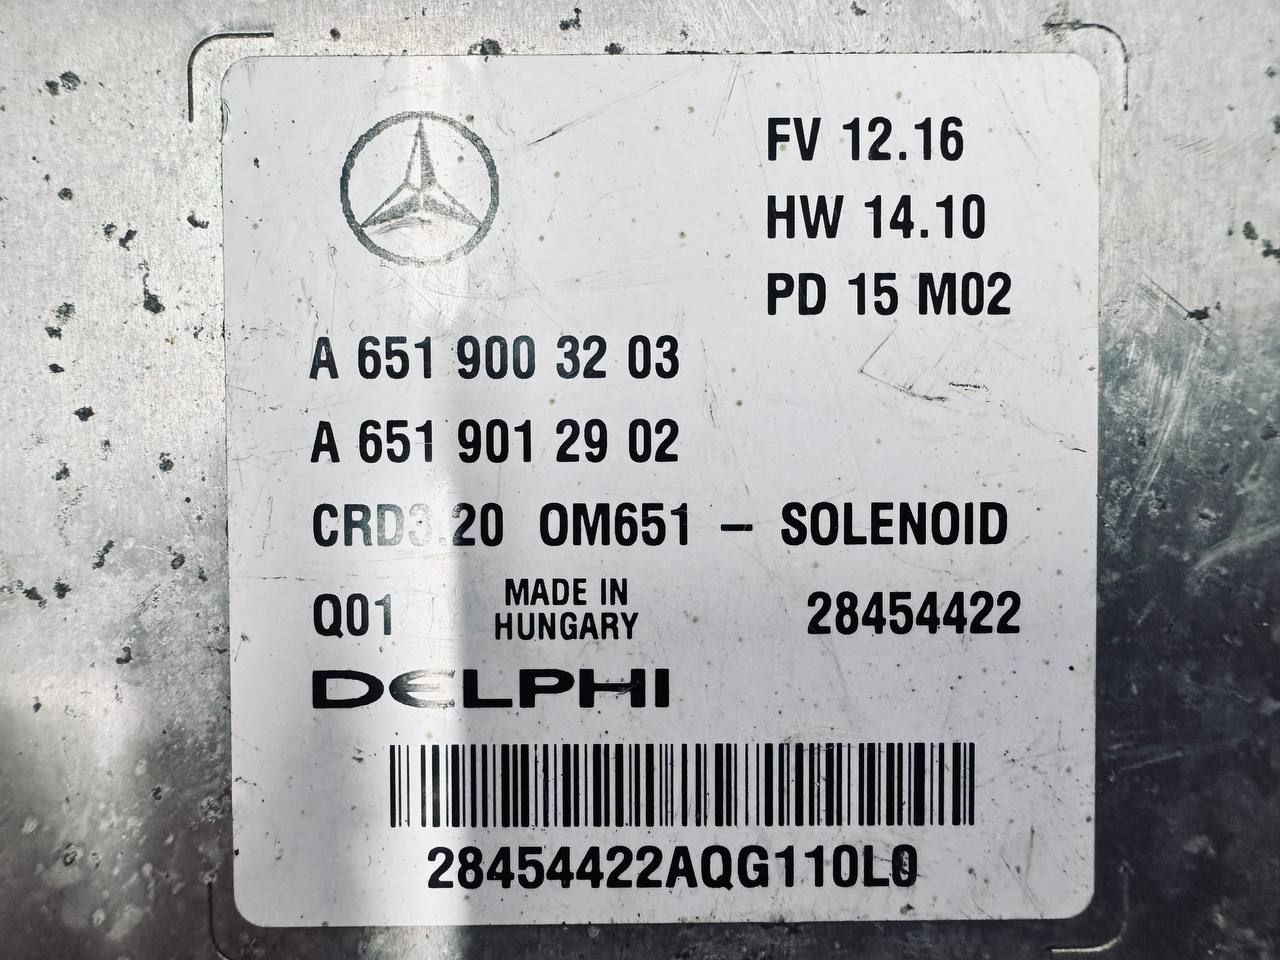 FV 12.16
HW 14.10
PD 15 M02
A 651 900 32 03
A 651 901 29 02
CRD3.20 OM651 – SOLENOID
Q01 MADE IN HUNGARY 28454422
DELPHI
28454422AQG110L0